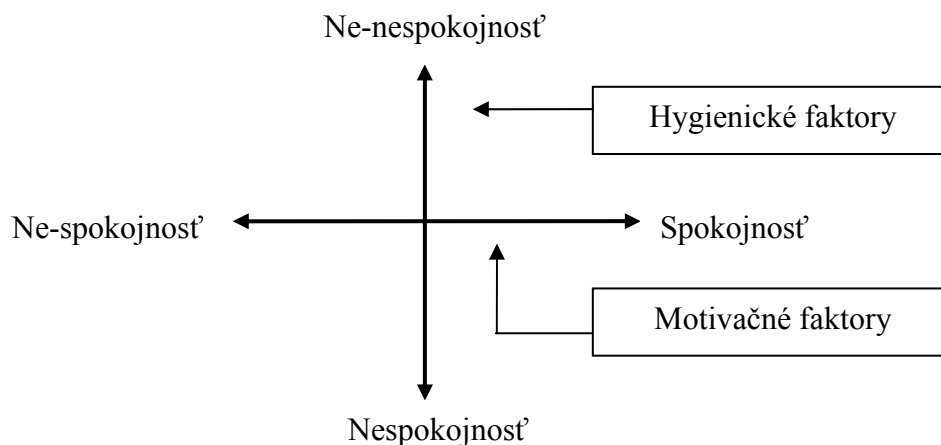 Ne-nespokojnosť
Hygienické faktory
Ne-spokojnosť
Spokojnosť
Motivačné faktory
Nespokojnosť